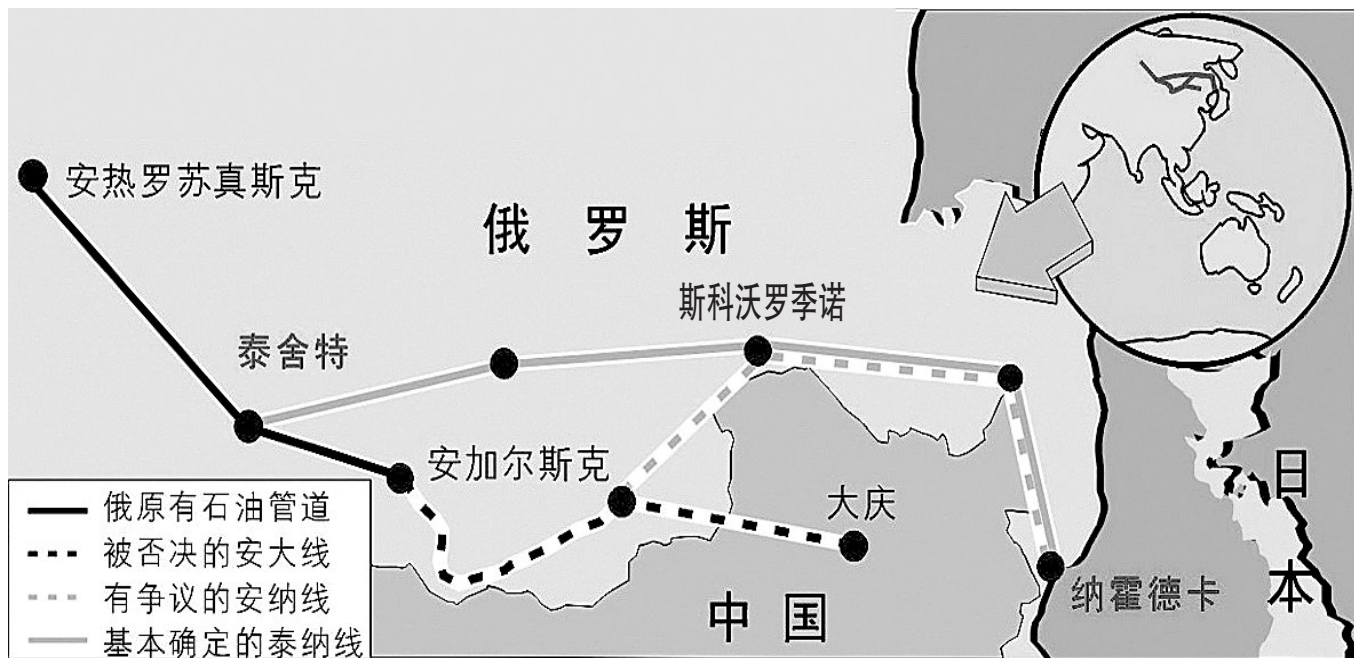 安热罗苏真斯克
俄罗斯
斯科沃罗季诺
泰舍特
安加尔斯克
大庆
日本
纳霍德卡
中国
俄原有石油管道
被否决的安大线
有争议的安纳线
基本确定的泰纳线